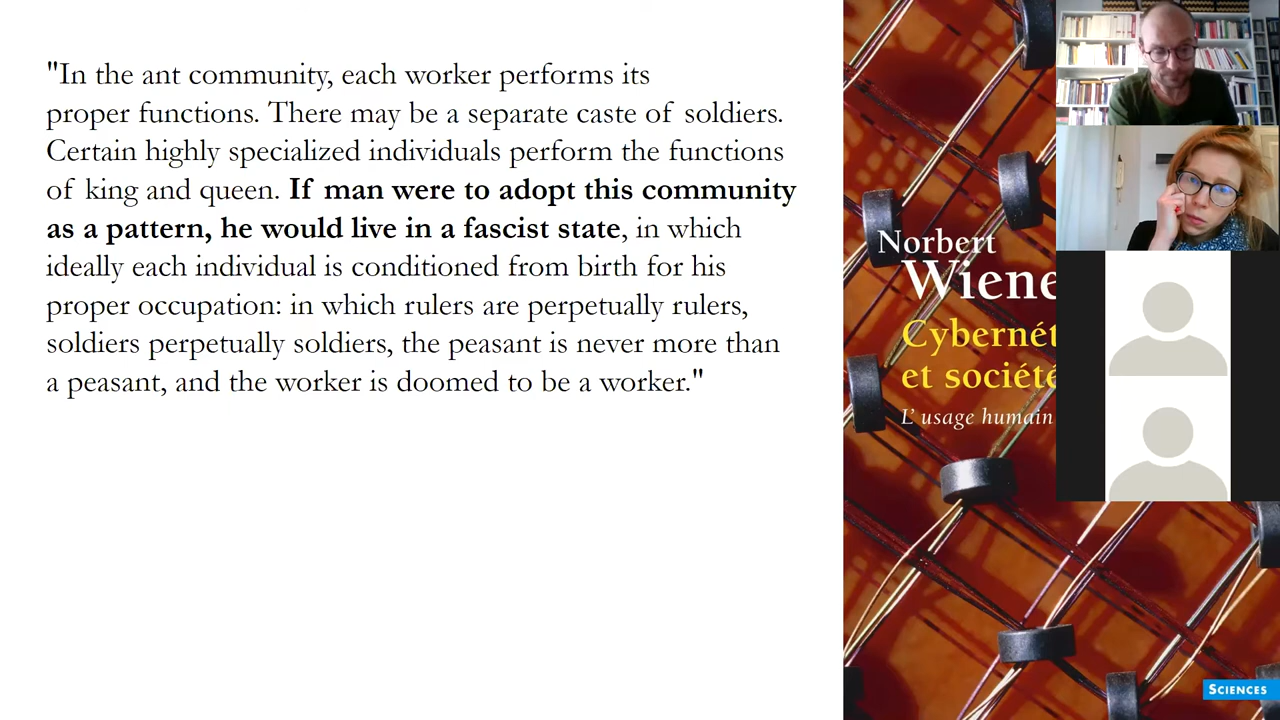 "In the ant community, each worker performs its
proper functions. There may be a separate caste of soldiers.
Certain highly specialized individuals perform the functions
of king and queen. If man were to adopt this community
as a pattern, he would live in a fascist state, in which
ideally each individual is conditioned from birth for his
proper occupation: in which rulers are perpetually rulers,
soldiers perpetually soldiers, the peasant is never more than
a peasant, and the worker is doomed to be a worker."
Norbert
Wiene
Cybernét
et société
L' usage humain
SCIENCES